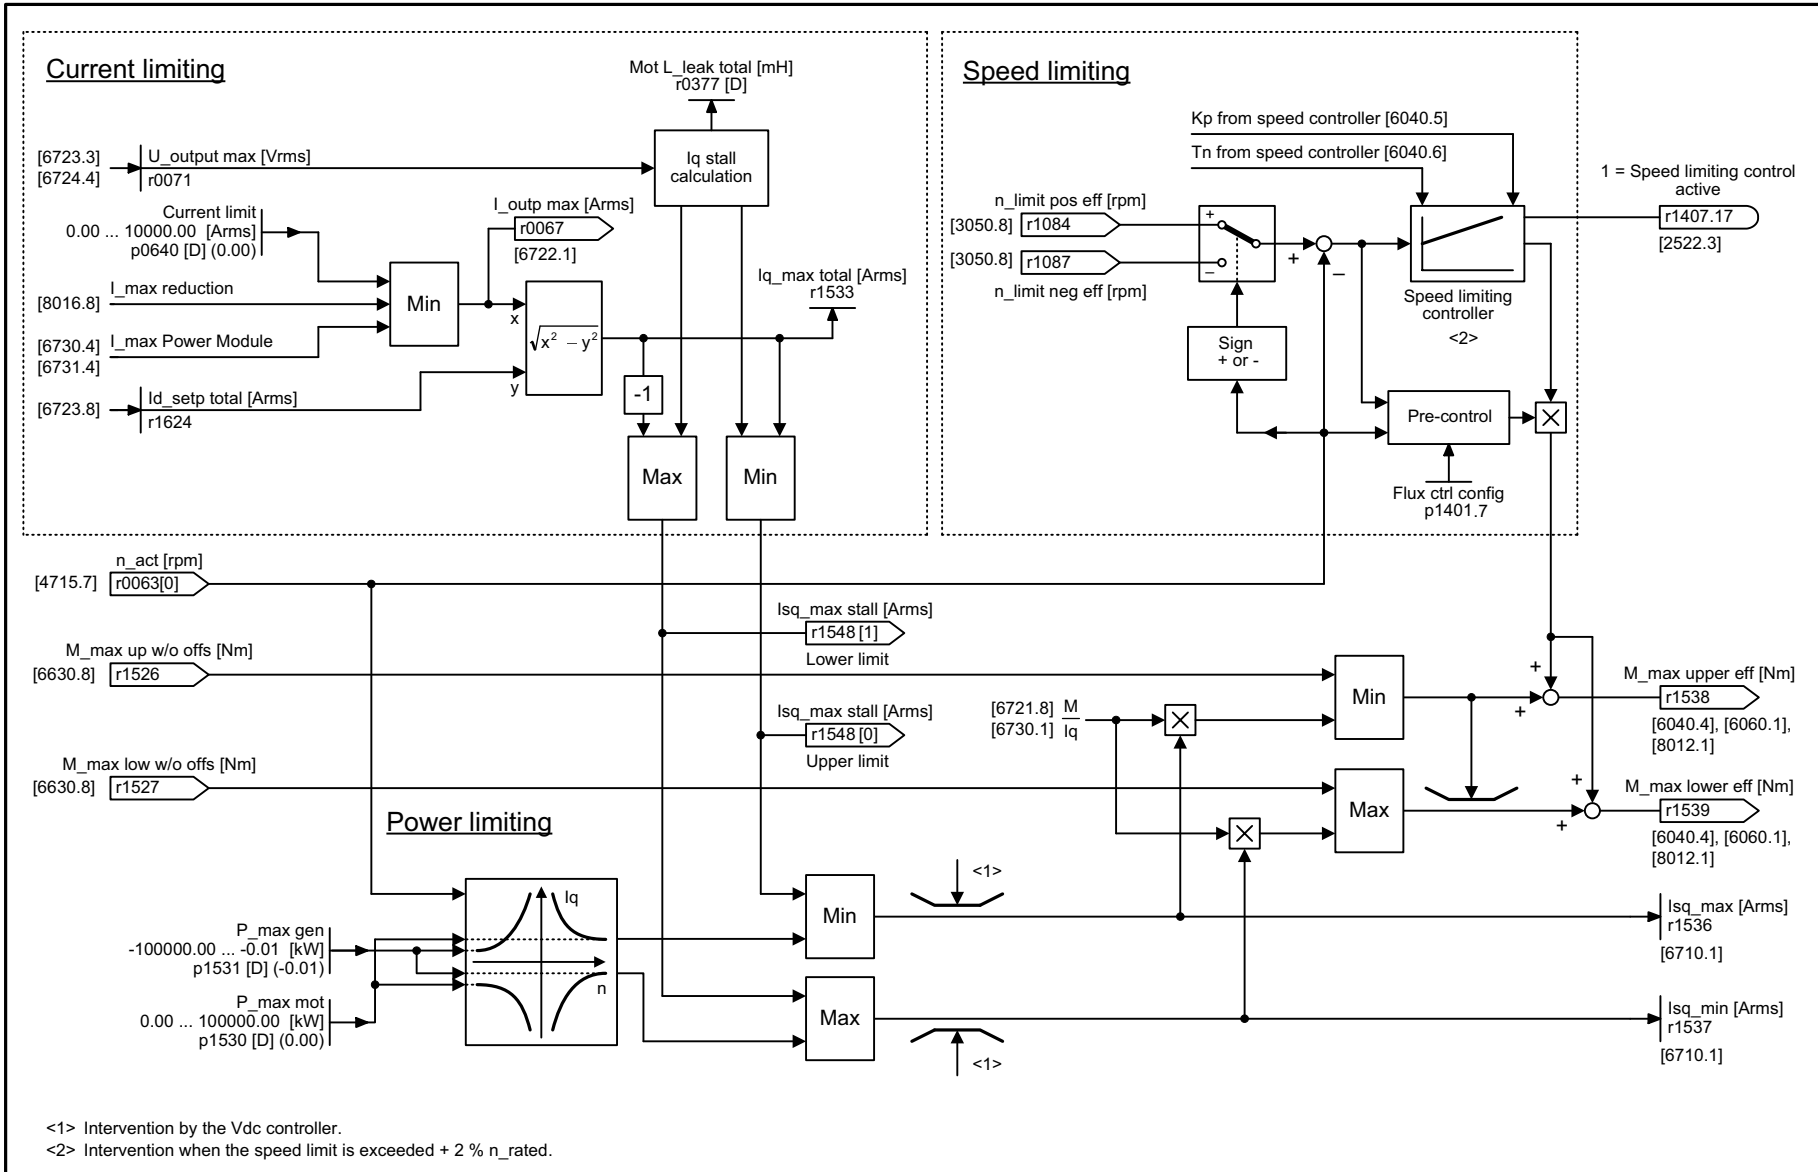 Current limiting
Mot L_leak total [mH]
r0377 [D]
[6723.3]
[6724.4]
U_output max [Vrms]
r0071
Iq stall
calculation
Current limit
0.00 ... 10000.00 [Arms]
p0640 [D] (0.00)
I_outp max [Arms]
r0067
[6722.1]
[8016.8]
I_max reduction
Min
[6730.4]
[6731.4]
I_max Power Module
x
y
√x² – y²
Iq_max total [Arms]
r1533
[6723.8]
Id_setp total [Arms]
r1624
-1
Max
Min
Speed limiting
Kp from speed controller [6040.5]
Tn from speed controller [6040.6]
n_limit pos eff [rpm]
[3050.8]
r1084
[3050.8]
r1087
n_limit neg eff [rpm]
+
–
+
–
Sign
+ or -
Speed limiting
controller
<2>
1 = Speed limiting control
active
r1407.17
[2522.3]
Pre-control
Flux ctrl config
p1401.7
n_act [rpm]
[4715.7]
r0063[0]
Isq_max stall [Arms]
r1548[1]
Lower limit
M_max up w/o offs [Nm]
[6630.8]
r1526
[6721.8]
[6730.1]
M
Iq
Isq_max stall [Arms]
r1548[0]
Upper limit
M_max low w/o offs [Nm]
[6630.8]
r1527
Min
Max
+
+
M_max upper eff [Nm]
r1538
[6040.4], [6060.1],
[8012.1]
+
+
M_max lower eff [Nm]
r1539
[6040.4], [6060.1],
[8012.1]
Power limiting
Iq
n
P_max gen
-100000.00 ... -0.01 [kW]
p1531 [D] (-0.01)
P_max mot
0.00 ... 100000.00 [kW]
p1530 [D] (0.00)
Min
<1>
Isq_max [Arms]
r1536
[6710.1]
Max
<1>
Isq_min [Arms]
r1537
[6710.1]
<1> Intervention by the Vdc controller.
<2> Intervention when the speed limit is exceeded + 2 % n_rated.